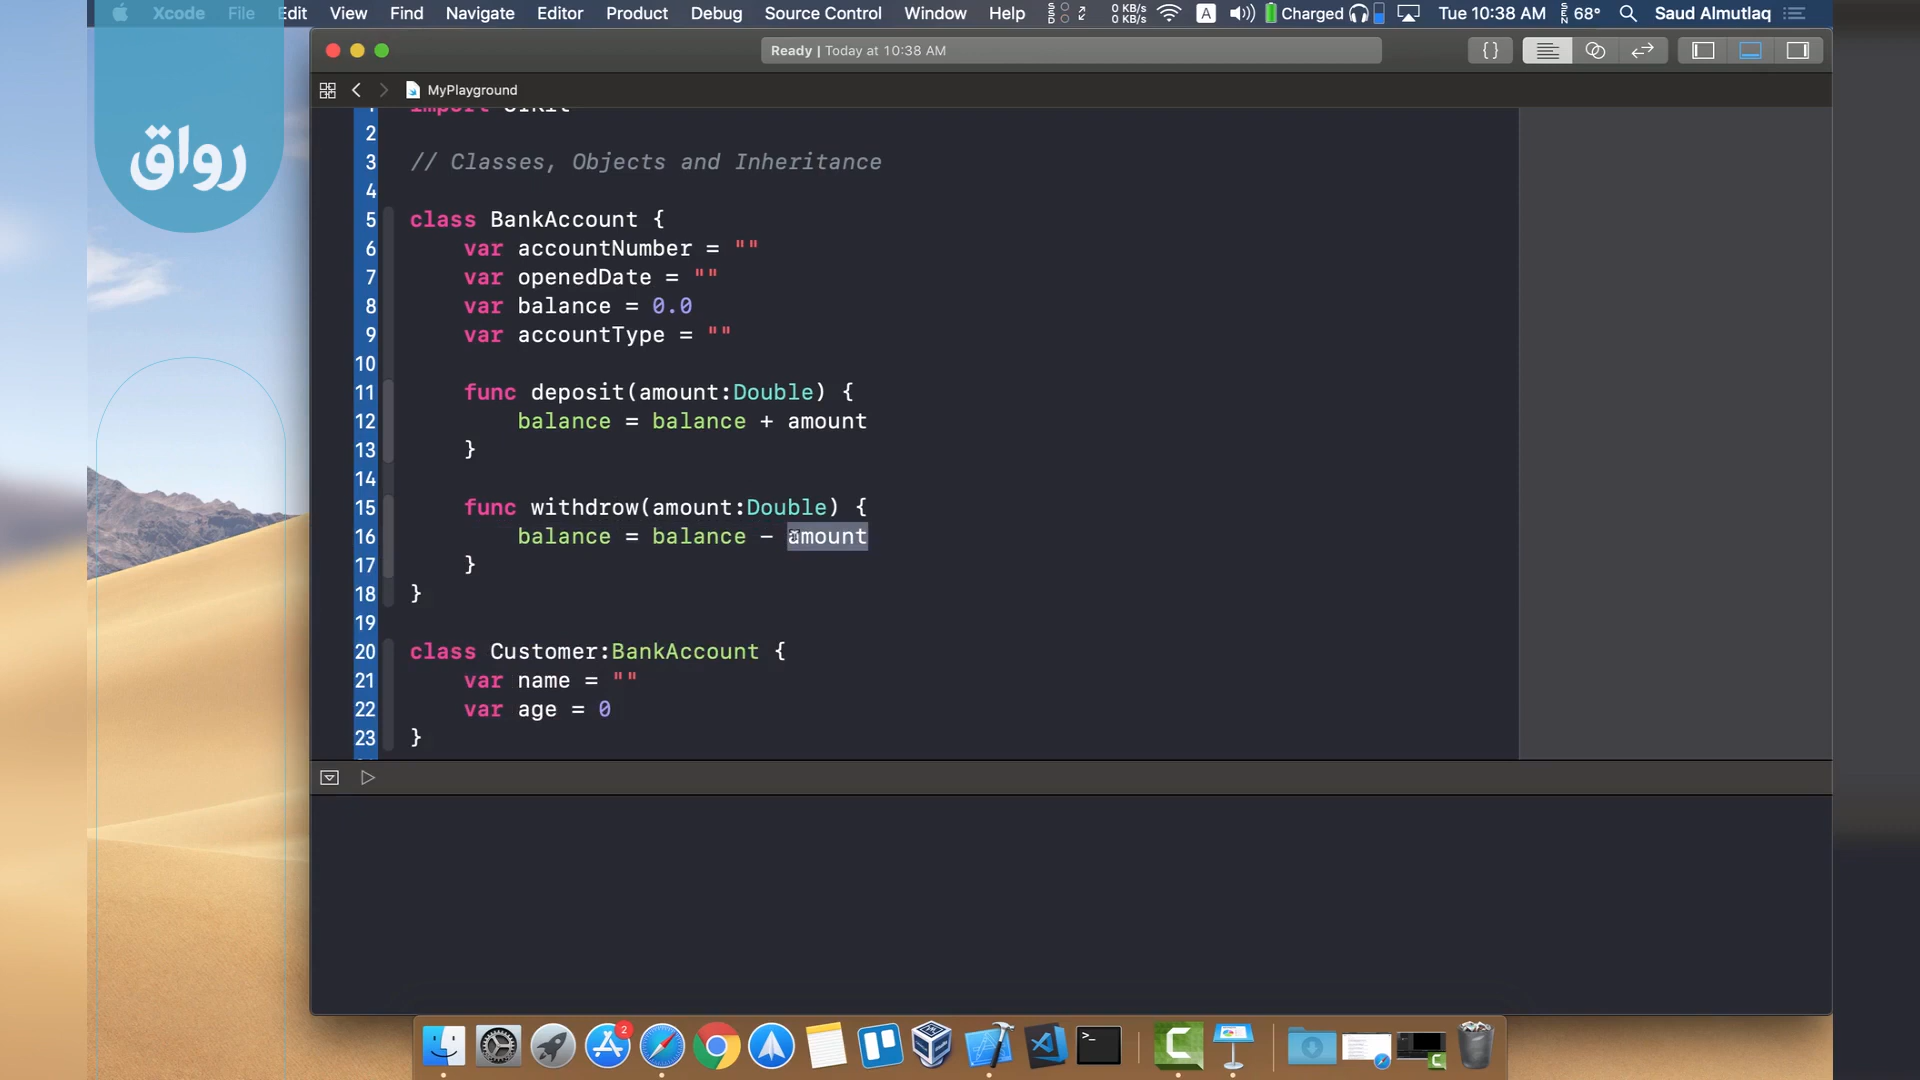 Xcode File Edit View Find Navigate Editor Product Debug Source Control Window Help 0 KB/s 0 KB/s A Charged Tue 10:38 AM 68° Saud Almutlaq
Ready | Today at 10:38 AM
{}
MyPlayground
رواق
import UIKit
2
3 // Classes, Objects and Inheritance
4
5 class BankAccount {
6 var accountNumber = ""
7 var openedDate = ""
8 var balance = 0.0
9 var accountType = ""
10
11 func deposit(amount:Double) {
12 balance = balance + amount
13 }
14
15 func withdrow(amount:Double) {
16 balance = balance - amount
17 }
18 }
19
20 class Customer:BankAccount {
21 var name = ""
22 var age = 0
23 }
2